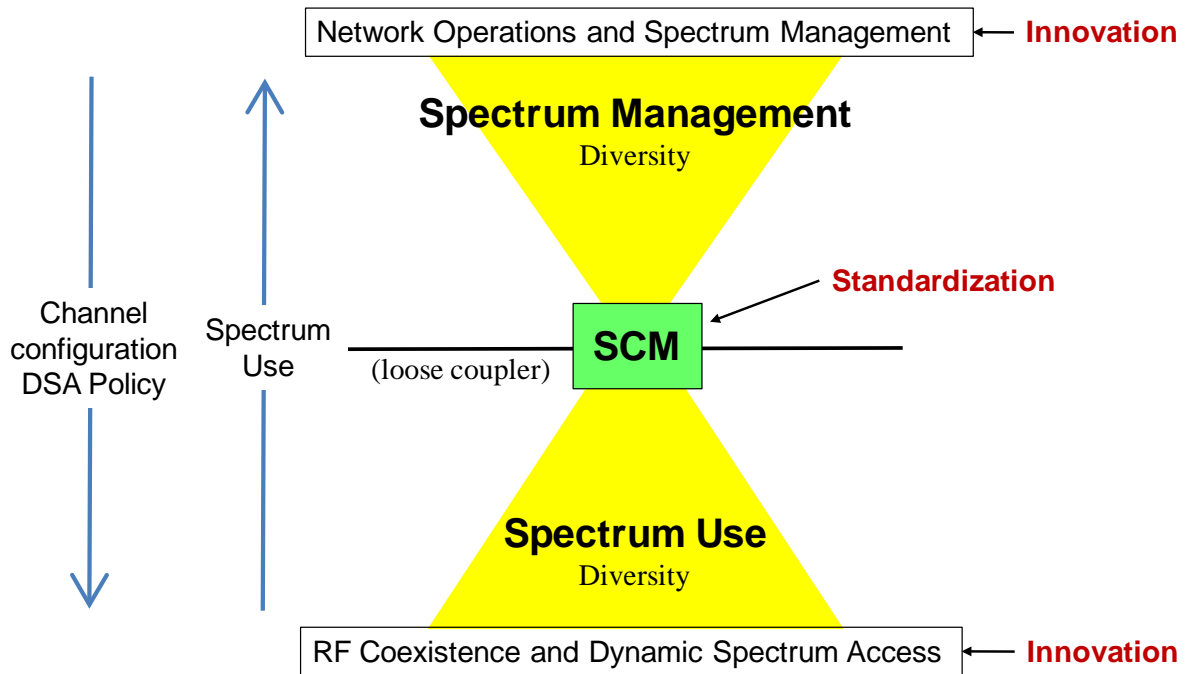 Network Operations and Spectrum Management
Innovation
Spectrum Management
Diversity
Standardization
SCM
(loose coupler)
Channel
configuration
DSA Policy
Spectrum
Use
Spectrum Use
Diversity
RF Coexistence and Dynamic Spectrum Access
Innovation